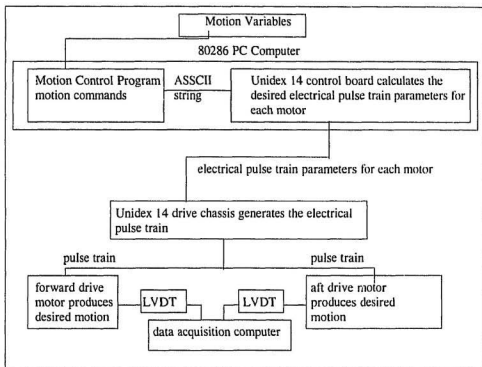 Motion Variables
80286 PC Computer
Motion Control Program
motion commands
ASSCII
string
Unidex 14 control board calculates the
desired electrical pulse train parameters for
each motor
electrical pulse train parameters for each motor
Unidex 14 drive chassis generates the electrical
pulse train
pulse train
pulse train
forward drive
motor produces
desired motion
LVDT
LVDT
aft drive motor
produces desired
motion
data acquisition computer